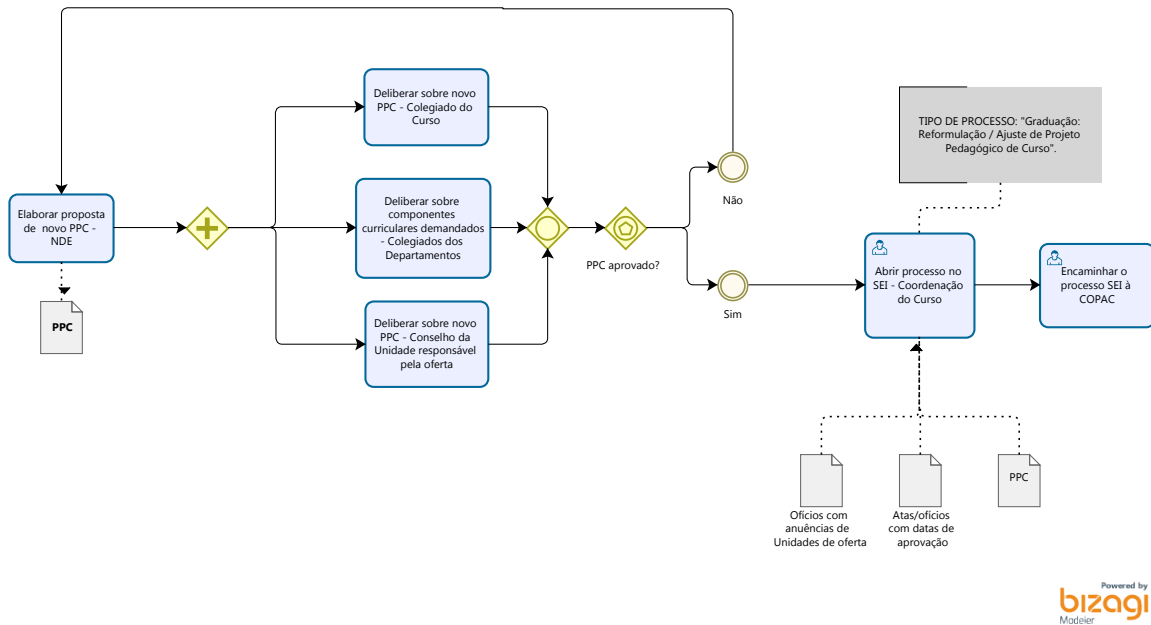 Elaborar proposta
de novo PPC -
NDE
PPC
Deliberar sobre novo
PPC - Colegiado do
Curso
Deliberar sobre
componentes
curriculares demandados
- Colegiados dos
Departamentos
Deliberar sobre novo
PPC - Conselho da
Unidade responsável
pela oferta
PPC aprovado?
Não
Sim
TIPO DE PROCESSO: "Graduação:
Reformulação / Ajuste de Projeto
Pedagógico de Curso".
Abrir processo no
SEI - Coordenação
do Curso
Encaminhar o
processo SEI à
COPAC
Ofícios com
anuências de
Unidades de oferta
Atas/ofícios
com datas de
aprovação
PPC
Powered by
bizagi
Modeler